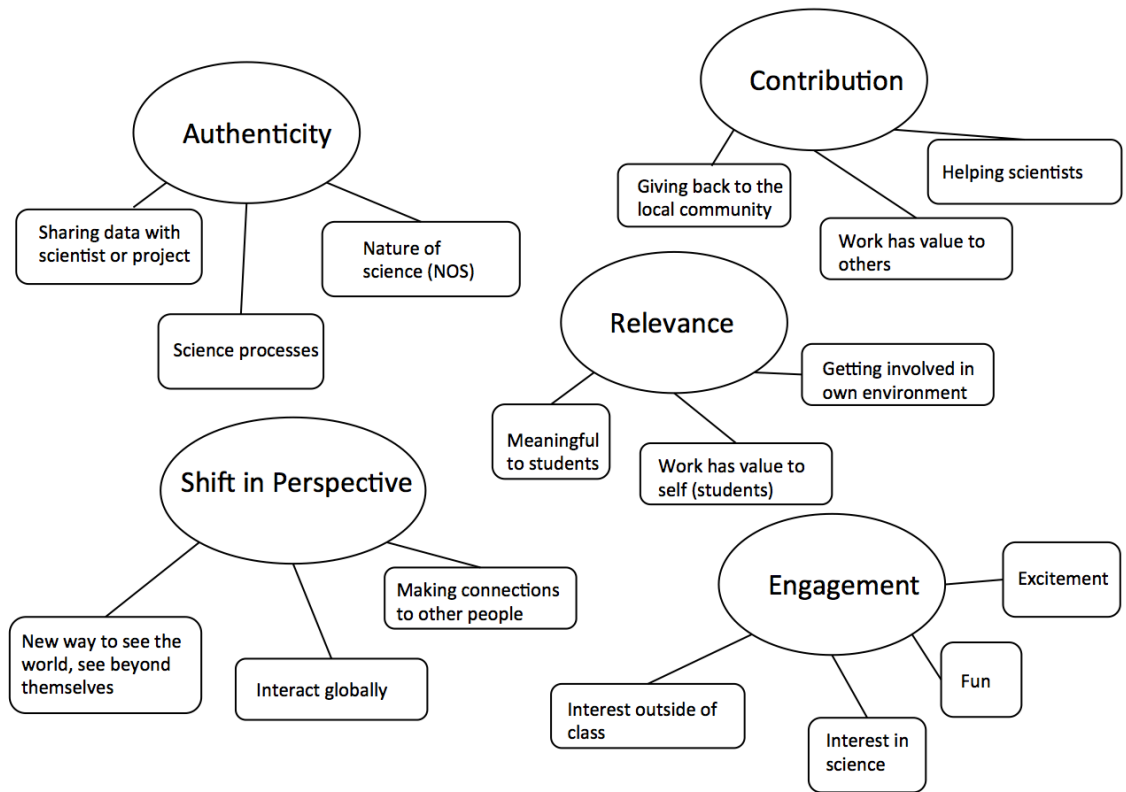 Authenticity
Sharing data with
scientist or project
Science processes
Nature of
science (NOS)
Contribution
Giving back to the
local community
Work has value to
others
Helping scientists
Relevance
Meaningful
to students
Work has value to
self (students)
Getting involved in
own environment
Shift in Perspective
New way to see the
world, see beyond
themselves
Interact globally
Making connections
to other people
Engagement
Interest outside of
class
Interest in
science
Fun
Excitement